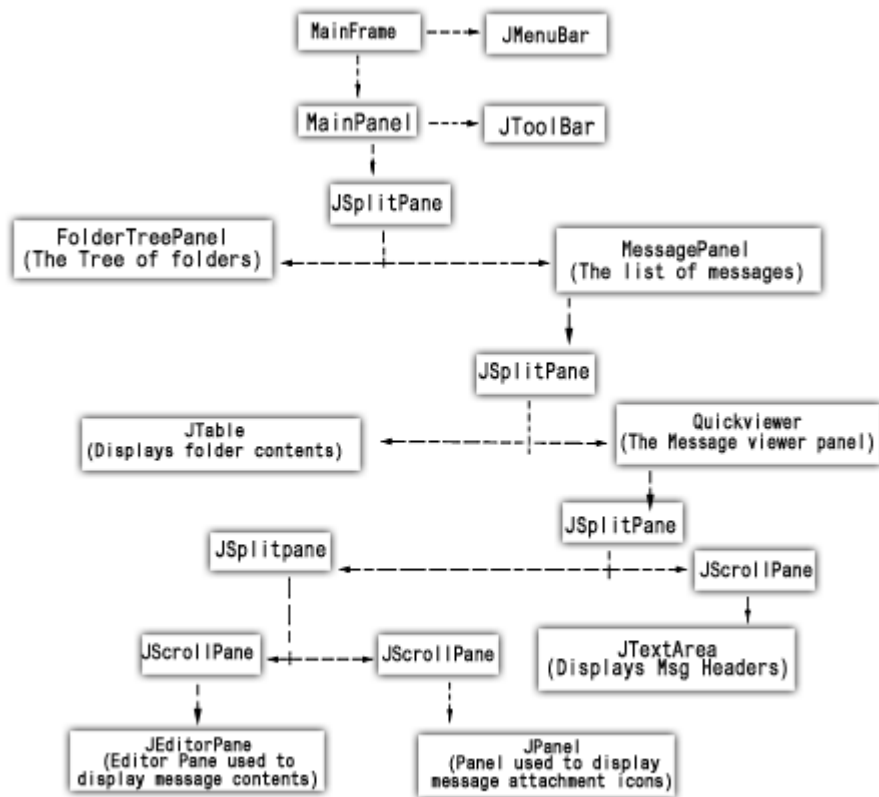 MainFrame
JMenuBar
MainPanel
JToolBar
JSplitPane
FolderTreePanel
(The Tree of folders)
MessagePanel
(The list of messages)
JSplitPane
JTable
(Displays folder contents)
Quickviewer
(The Message viewer panel)
JSplitPane
JSplitpane
JScrollPane
JScrollPane
JScrollPane
JTextArea
(Displays Msg Headers)
JEditorPane
(Editor Pane used to
display message contents)
JPanel
(Panel used to display
message attachment icons)